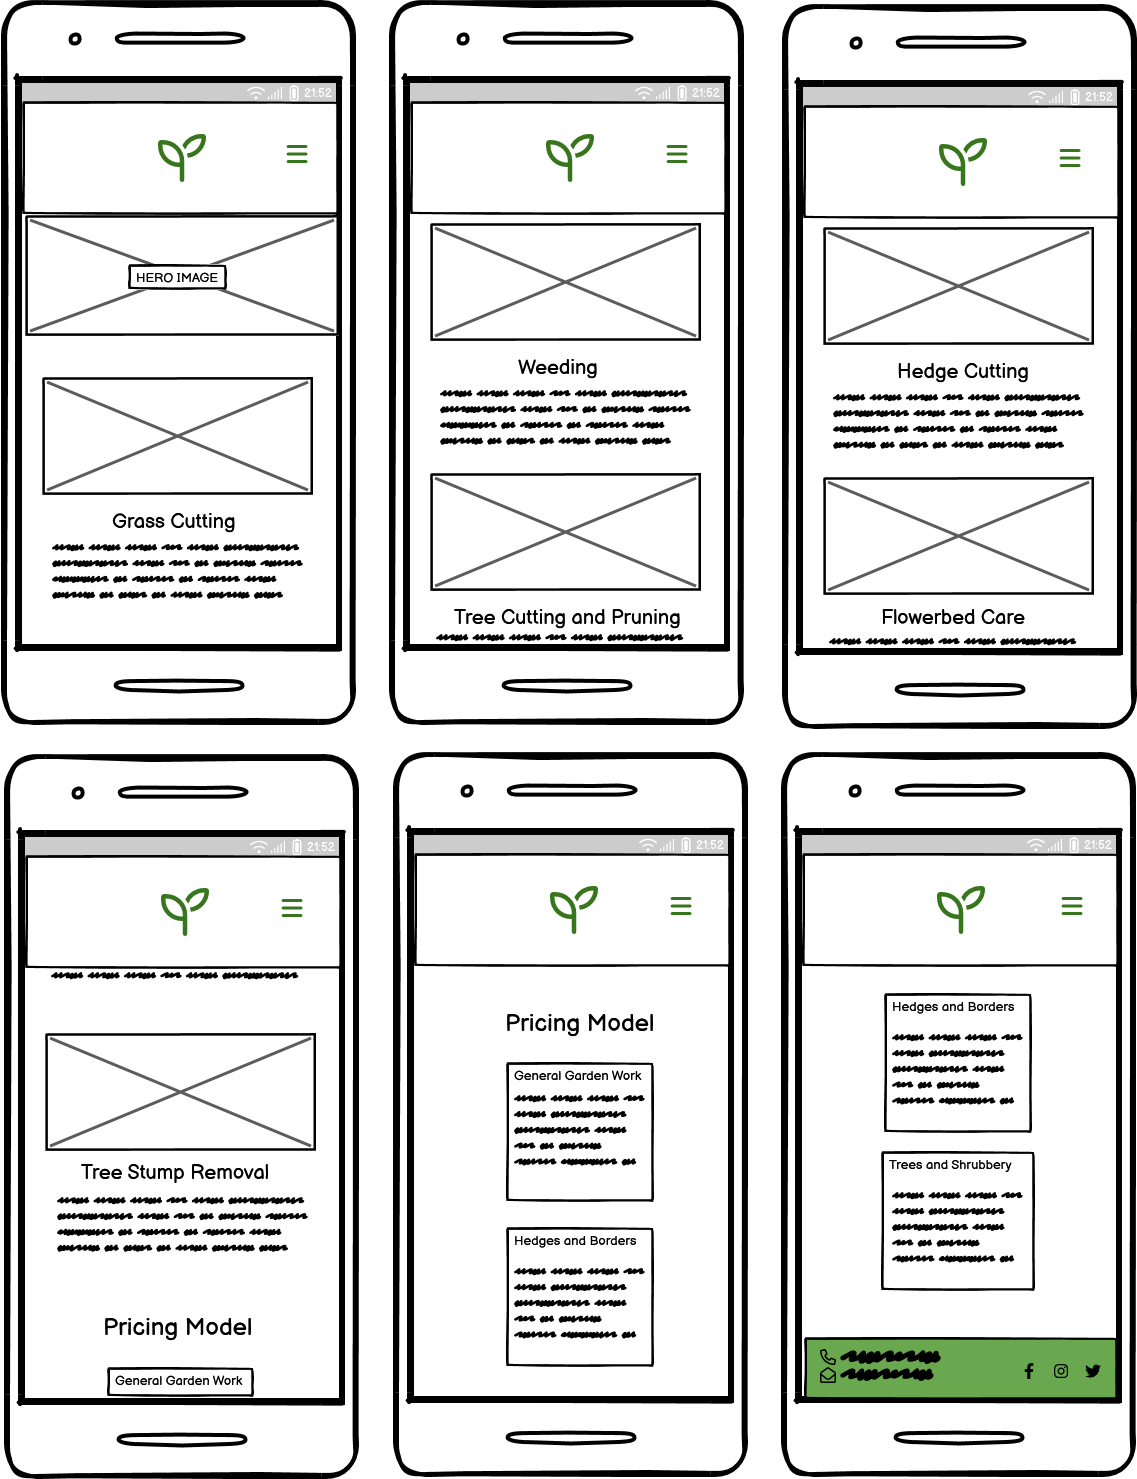 21:52
HERO IMAGE
Grass Cutting
21:52
Weeding
Tree Cutting and Pruning
21:52
Hedge Cutting
Flowerbed Care
21:52
Tree Stump Removal
Pricing Model
General Garden Work
21:52
Pricing Model
General Garden Work
Hedges and Borders
21:52
Hedges and Borders
Trees and Shrubbery